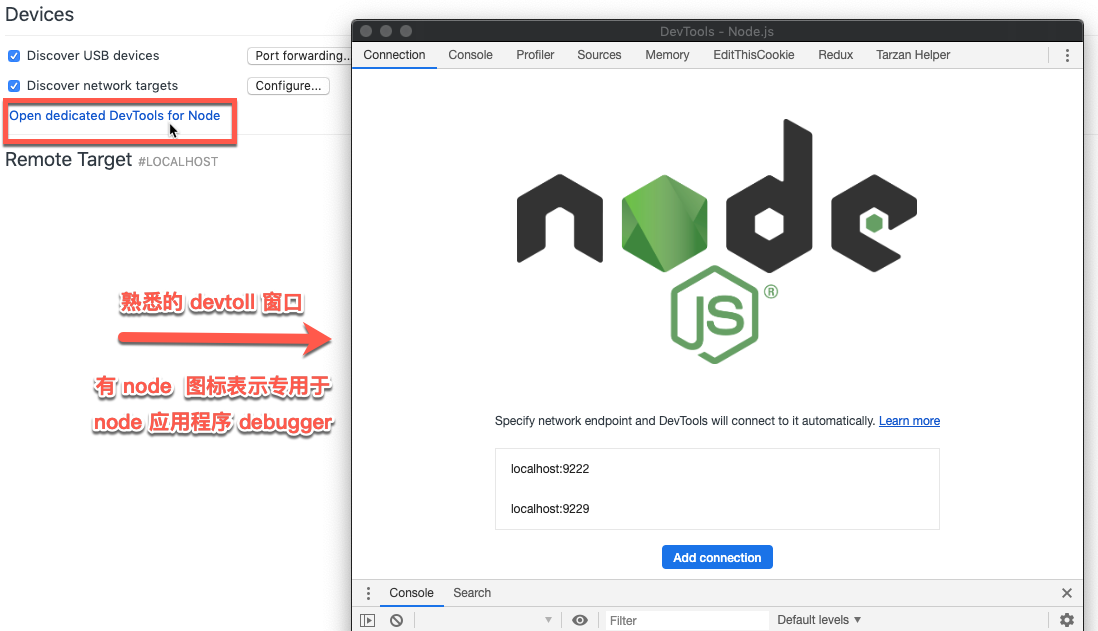 Devices
Discover USB devices
Port forwarding...
Discover network targets
Configure...
Open dedicated DevTools for Node
Remote Target #LOCALHOST
熟悉的 devtoll 窗口
有 node 图标表示专用于
node 应用程序 debugger
DevTools - Node.js
Connection Console Profiler Sources Memory EditThisCookie Redux Tarzan Helper
node
JS®
Specify network endpoint and DevTools will connect to it automatically. Learn more
localhost:9222
localhost:9229
Add connection
Console Search
Filter Default levels